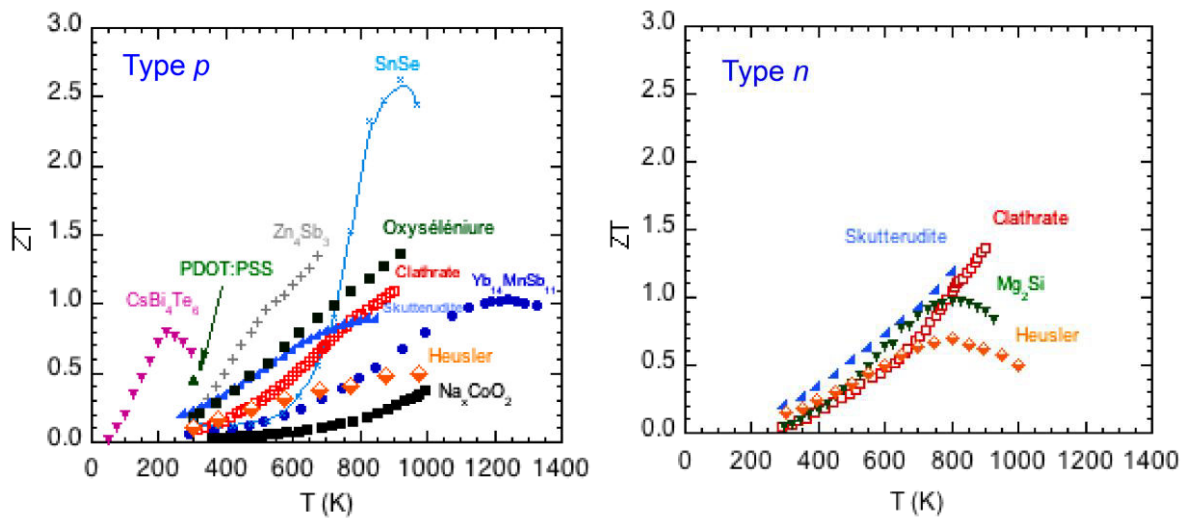 Type p
ZT
3.0
2.5
2.0
1.5
1.0
0.5
0.0
SnSe
Zn4Sb3
Oxyséléniure
PDOT:PSS
Clathrate
Yb14MnSb11
CsBi4Te6
Skutterudite
Heusler
NaxCoO2
0 200 400 600 800 1000 1200 1400
T (K)
Type n
ZT
3.0
2.5
2.0
1.5
1.0
0.5
0.0
Clathrate
Skutterudite
Mg2Si
Heusler
0 200 400 600 800 1000 1200 1400
T (K)